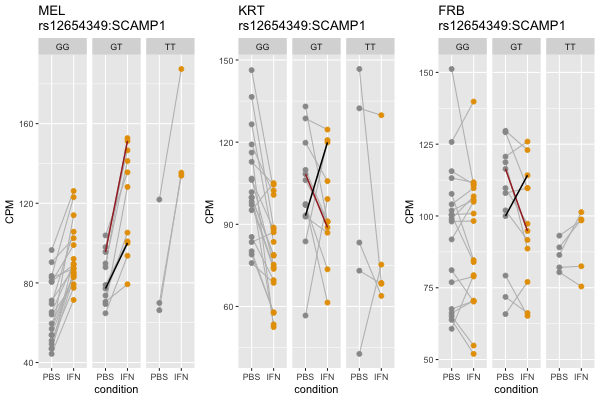 MEL
rs12654349:SCAMP1
GG GT TT
CPM
160
120
80
40
PBS IFN PBS IFN PBS IFN
condition
KRT
rs12654349:SCAMP1
GG GT TT
CPM
150
120
90
60
PBS IFN PBS IFN PBS IFN
condition
FRB
rs12654349:SCAMP1
GG GT TT
CPM
150
125
100
75
50
PBS IFN PBS IFN PBS IFN
condition